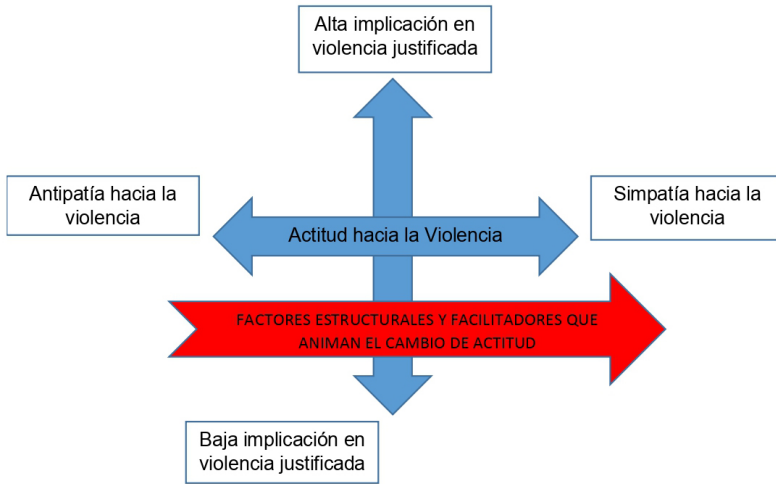 Alta implicación en
violencia justificada
Antipatía hacia la
violencia
Actitud hacia la Violencia
Simpatía hacia la
violencia
FACTORES ESTRUCTURALES Y FACILITADORES QUE
ANIMAN EL CAMBIO DE ACTITUD
Baja implicación en
violencia justificada